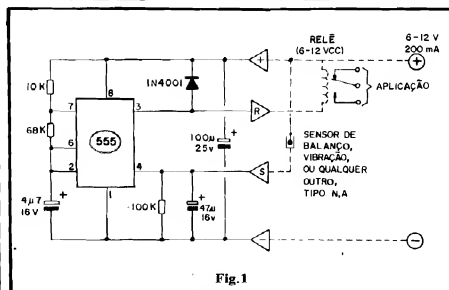 RELÊ
(6-12 VCC)
6-12 V
200 mA
+
+
APLICAÇÃO
10K
8
1N4001
7
3
R
68K
555
6
100µ
25v
+
SENSOR DE
BALANÇO,
VIBRAÇÃO,
OU QUALQUER
OUTRO,
TIPO N,A
2
4
S
4µ7
16V
+
1
100K
+
47µ
16v
-
-
Fig.1